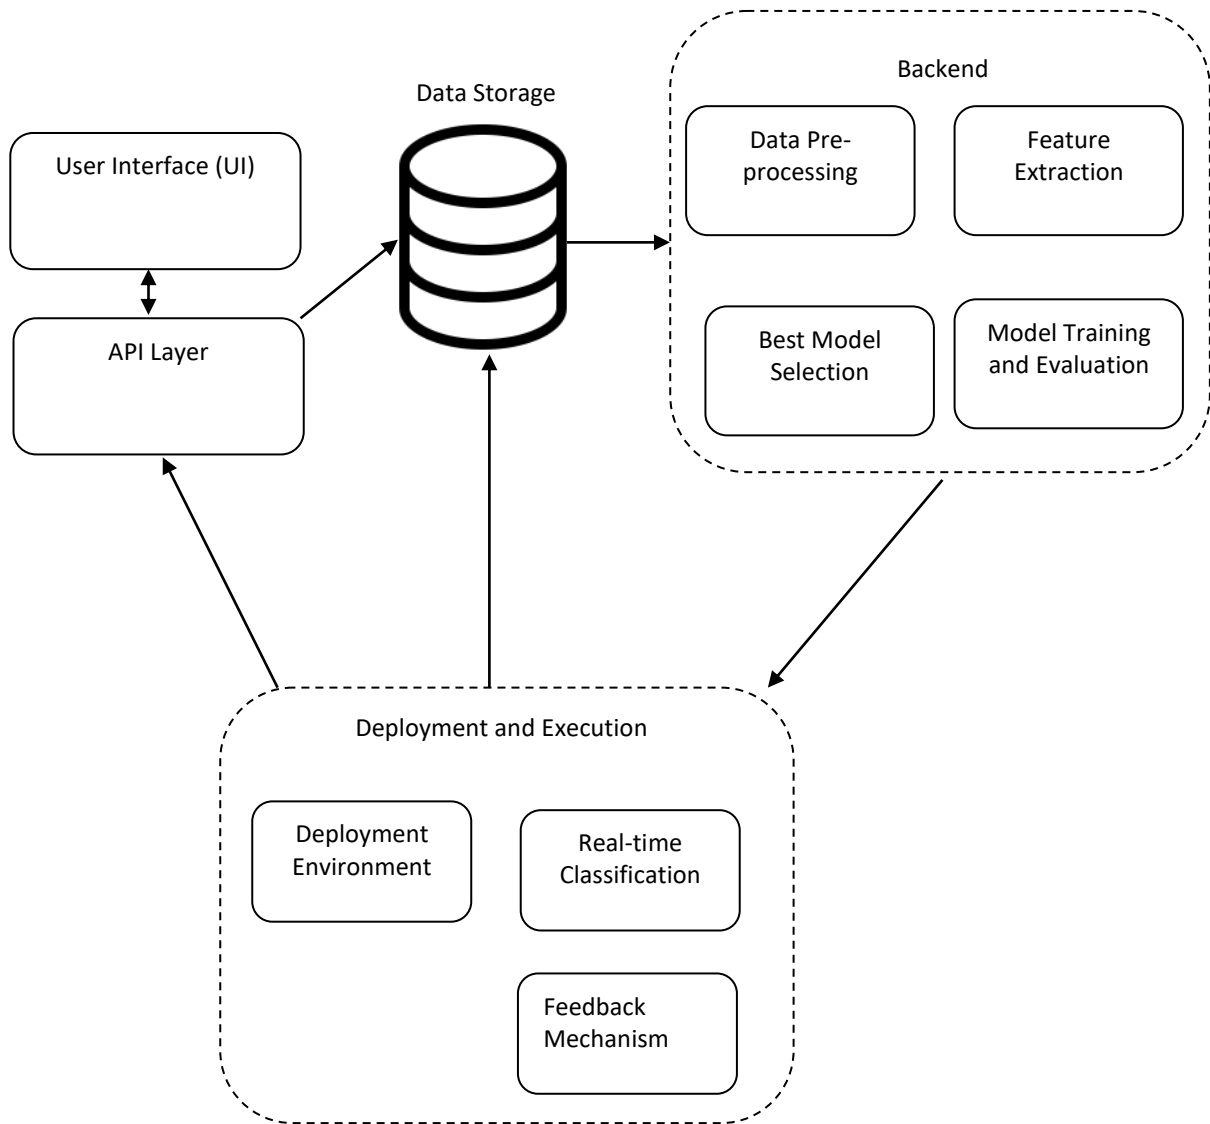 Backend
Data Storage
User Interface (UI)
Data Pre-
processing
Feature
Extraction
API Layer
Best Model
Selection
Model Training
and Evaluation
Deployment and Execution
Deployment
Environment
Real-time
Classification
Feedback
Mechanism